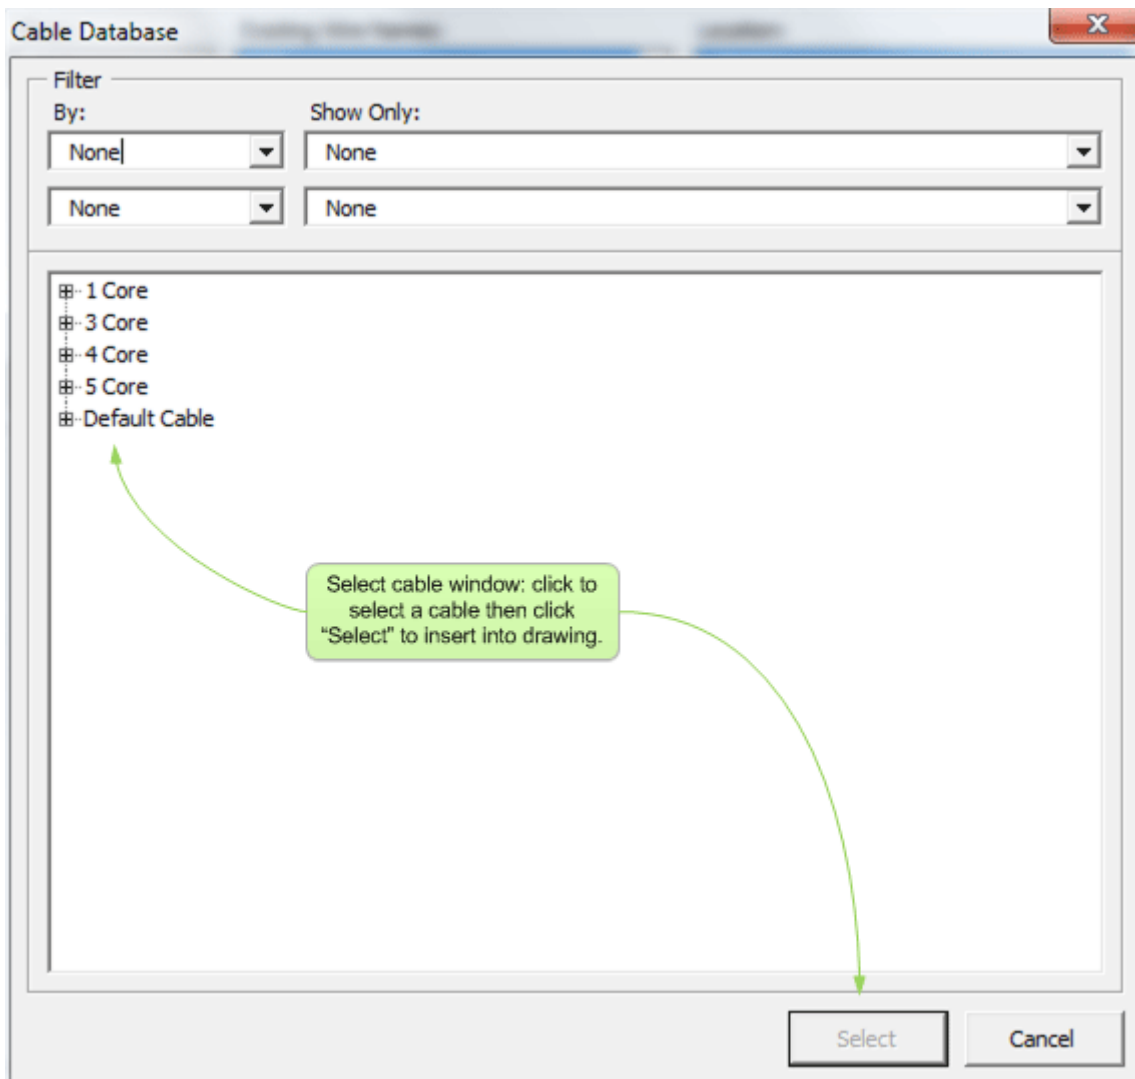 Cable Database
Filter
By: Show Only:
None None
None None
1 Core
3 Core
4 Core
5 Core
Default Cable
Select cable window: click to
select a cable then click
“Select” to insert into drawing.
Select Cancel